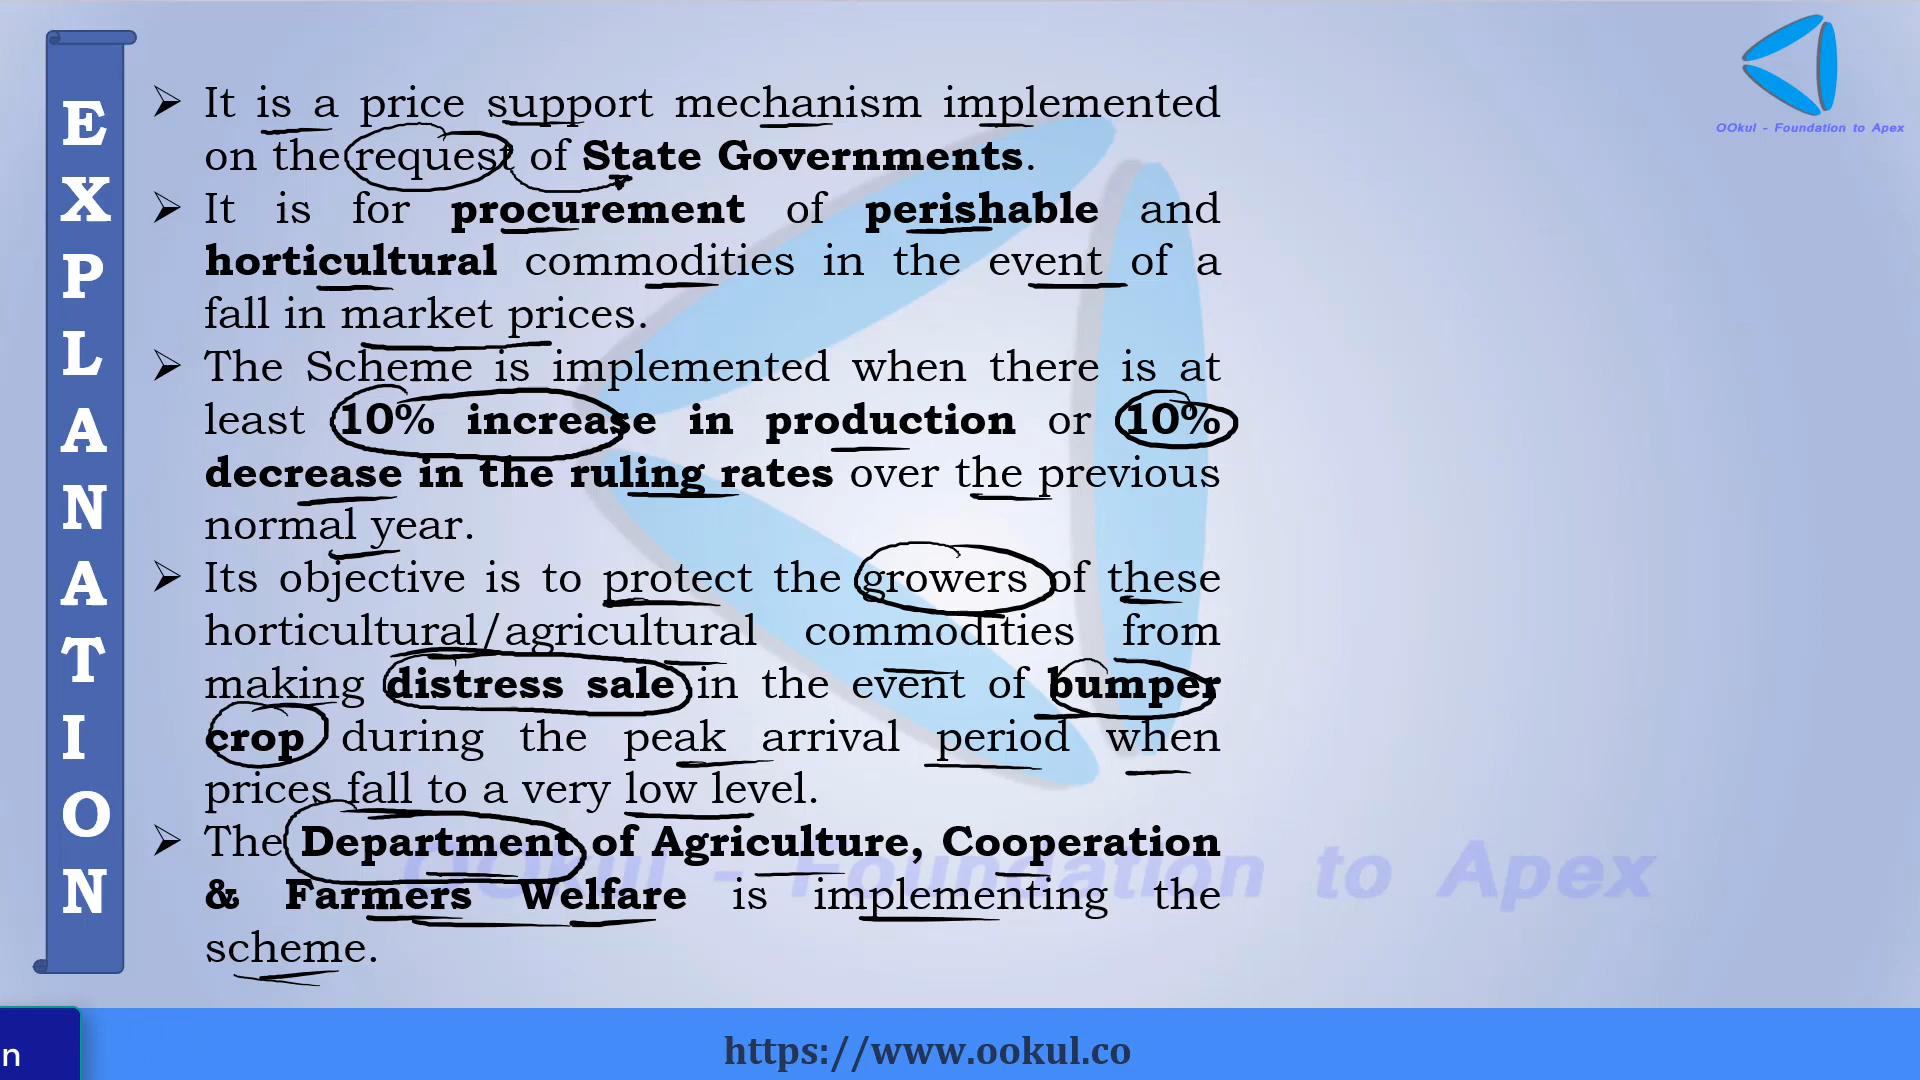 EXPLANATION
OOkul - Foundation to Apex
➢ It is a price support mechanism implemented
on the request of State Governments.
➢ It is for procurement of perishable and
horticultural commodities in the event of a
fall in market prices.
➢ The Scheme is implemented when there is at
least 10% increase in production or 10%
decrease in the ruling rates over the previous
normal year.
➢ Its objective is to protect the growers of these
horticultural/agricultural commodities from
making distress sale in the event of bumper
crop during the peak arrival period when
prices fall to a very low level.
➢ The Department of Agriculture, Cooperation
& Farmers Welfare is implementing the
scheme.
OOkul - Foundation to Apex
n
https://www.ookul.co